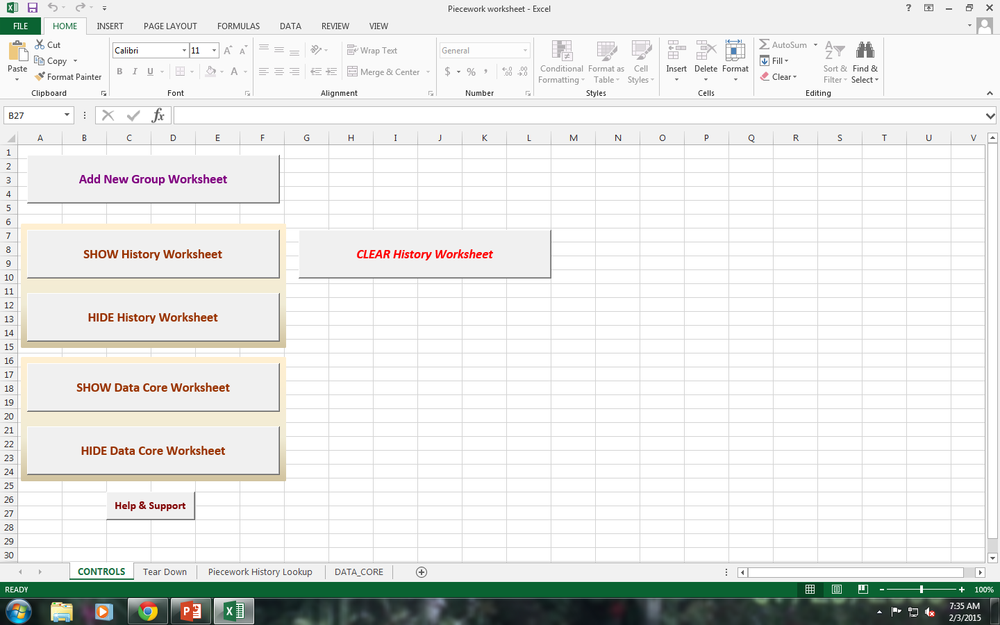 Piecework worksheet - Excel
FILE HOME INSERT PAGE LAYOUT FORMULAS DATA REVIEW VIEW
Paste
Cut
Copy
Format Painter
Clipboard
Calibri 11
B I U
Font
Wrap Text
Merge & Center
Alignment
General
$ % ,
Number
Conditional Formatting
Format as Table
Cell Styles
Styles
Insert Delete Format
Cells
AutoSum
Fill
Clear
Sort & Filter
Find & Select
Editing
B27
fx
A B C D E F G H I J K L M N O P Q R S T U V
1
2
3
4
5
6
7
8
9
10
11
12
13
14
15
16
17
18
19
20
21
22
23
24
25
26
27
28
29
30
Add New Group Worksheet
SHOW History Worksheet
CLEAR History Worksheet
HIDE History Worksheet
SHOW Data Core Worksheet
HIDE Data Core Worksheet
Help & Support
CONTROLS Tear Down Piecework History Lookup DATA_CORE
READY
100%
7:35 AM
2/3/2015